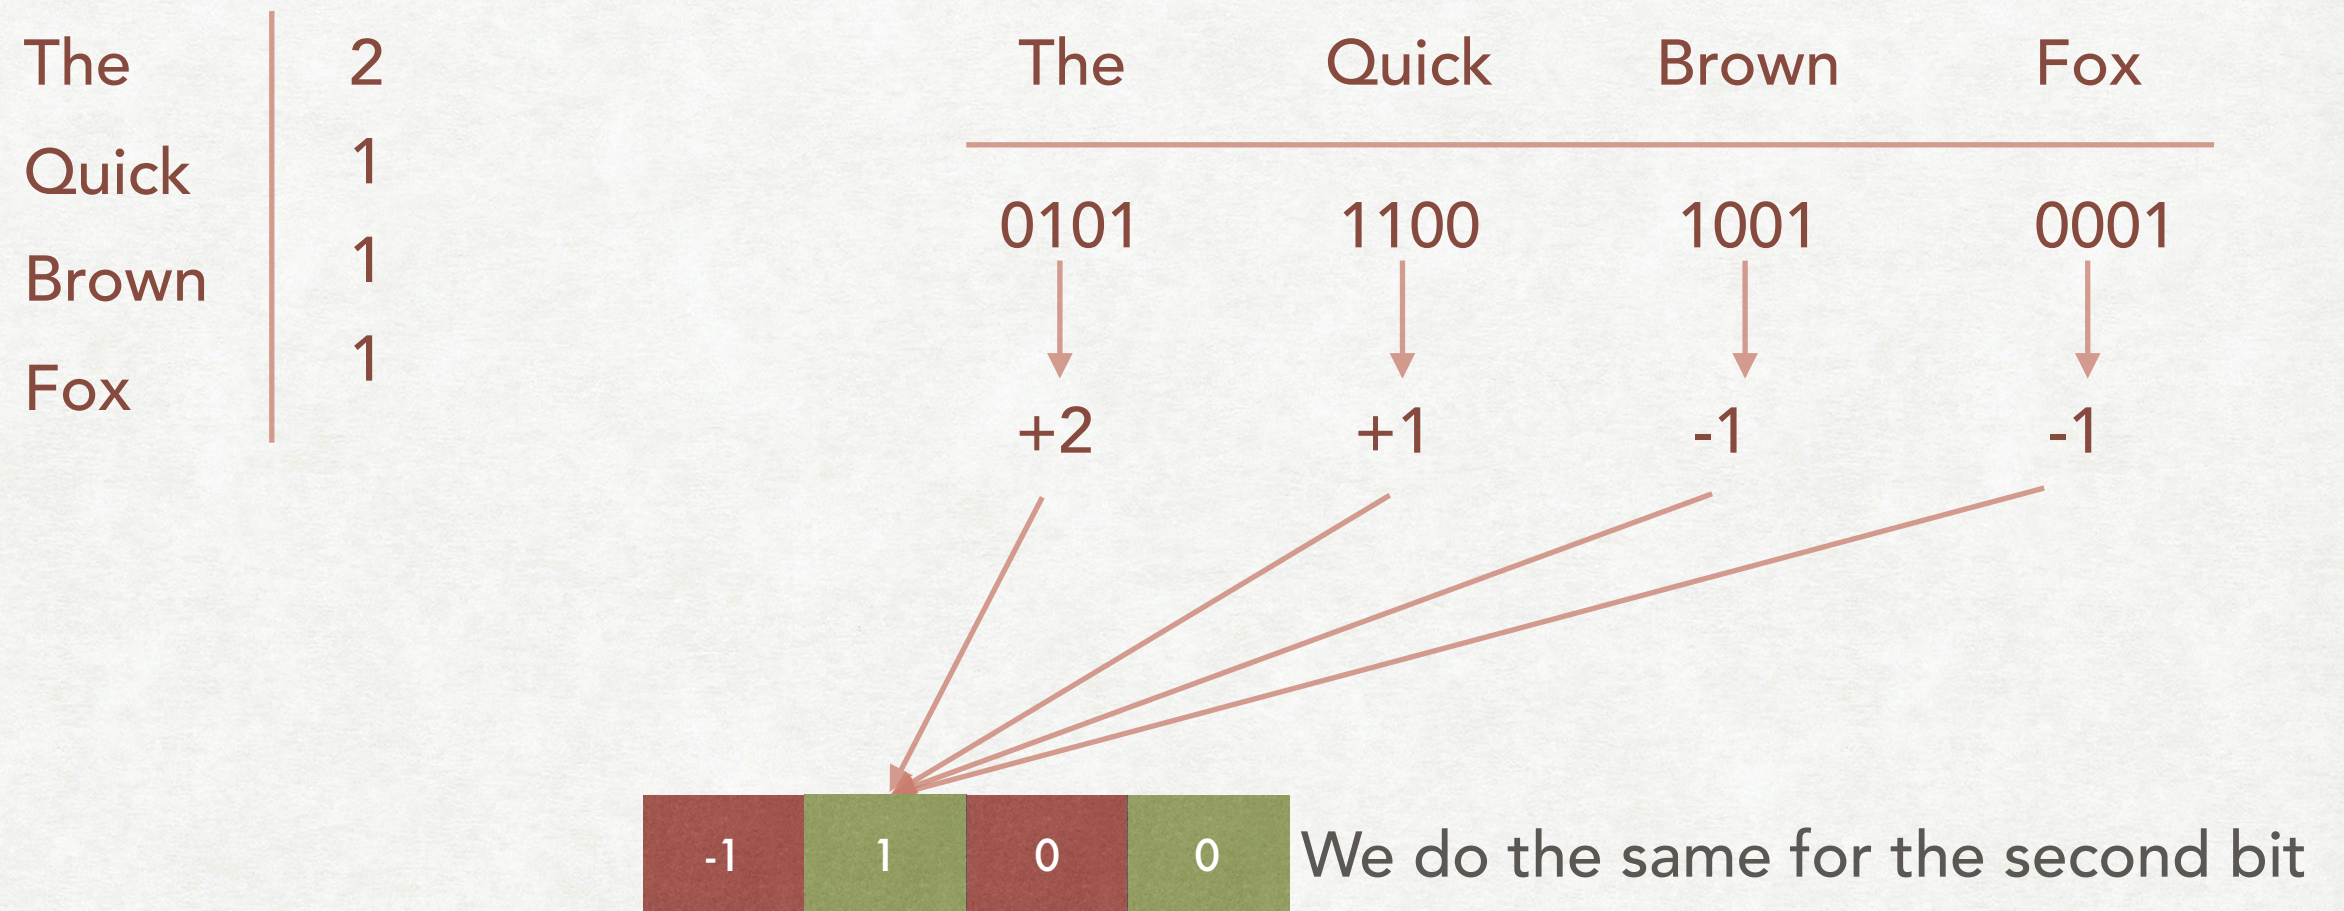 The 2
Quick 1
Brown 1
Fox 1
The Quick Brown Fox
0101 1100 1001 0001
+2 +1 -1 -1
-1 1 0 0 We do the same for the second bit